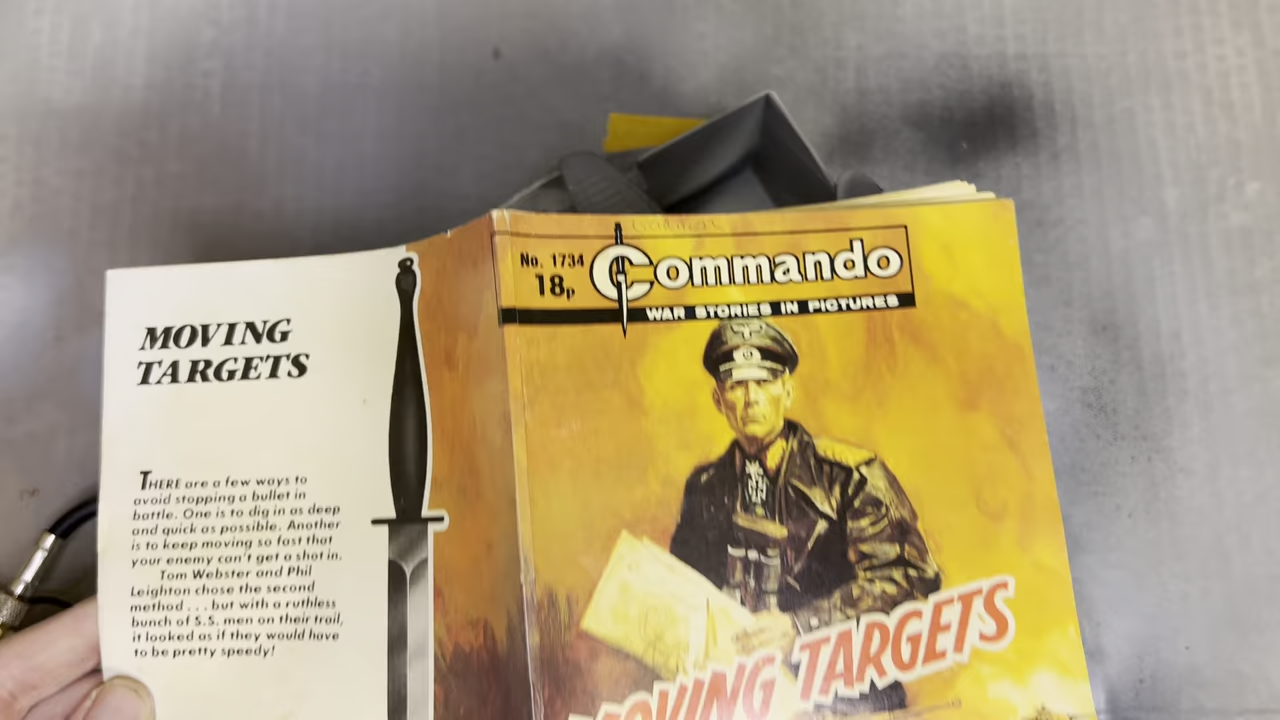 MOVING
TARGETS
THERE are a few ways to
avoid stopping a bullet in
battle. One is to dig in as deep
and quick as possible. Another
is to keep moving so fast that
your enemy can't get a shot in.
Tom Webster and Phil
Leighton chose the second
method . . . but with a ruthless
bunch of S.S. men on their trail,
it looked as if they would have
to be pretty speedy!
No. 1734
18p
Commando
WAR STORIES IN PICTURES
MOVING TARGETS